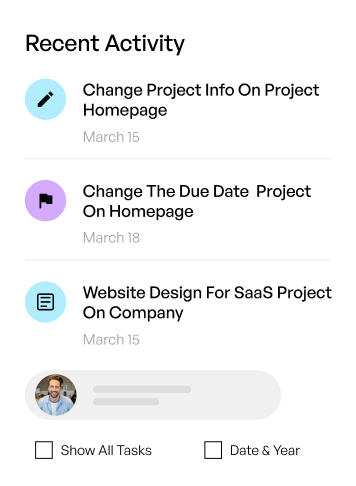 Recent Activity
Change Project Info On Project
Homepage
March 15
Change The Due Date  Project
On Homepage
March 18
Website Design For SaaS Project
On Company
March 15
Show All Tasks
Date & Year